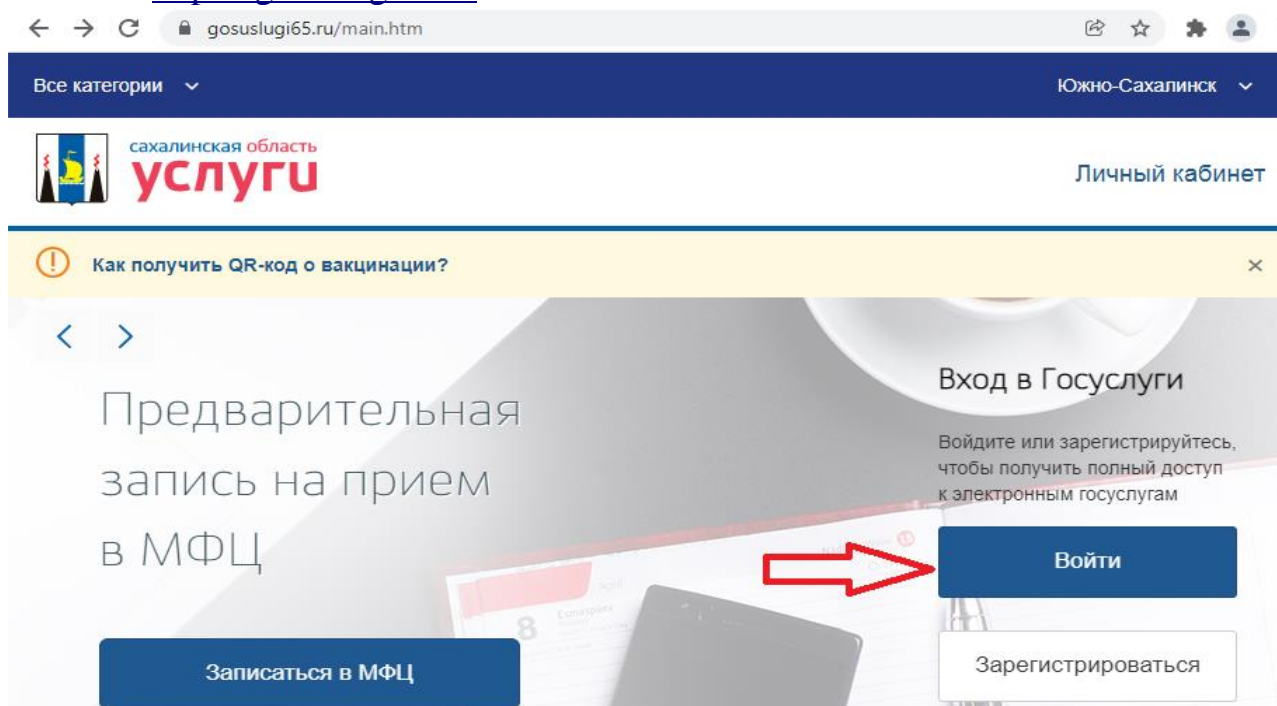 gosuslugi65.ru/main.htm
Все категории
Южно-Сахалинск
сахалинская область
услуги
Личный кабинет
Как получить QR-код о вакцинации?
Предварительная
запись на прием
в МФЦ
Записаться в МФЦ
Вход в Госуслуги
Войдите или зарегистрируйтесь,
чтобы получить полный доступ
к электронным госуслугам
Войти
Зарегистрироваться
8